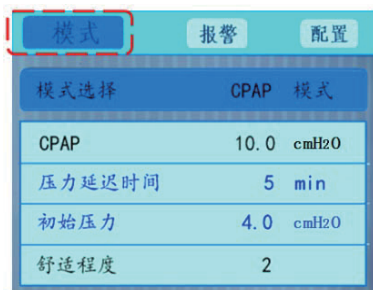 模式 报警 配置
模式选择 CPAP 模式
CPAP 10.0 cmH2O
压力延迟时间 5 min
初始压力 4.0 cmH2O
舒适程度 2